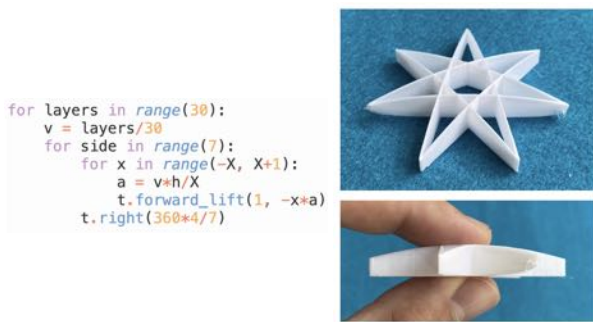 for layers in range(30):
    v = layers/30
    for side in range(7):
        for x in range(-X, X+1):
            a = v*h/X
            t.forward_lift(1, -x*a)
        t.right(360*4/7)